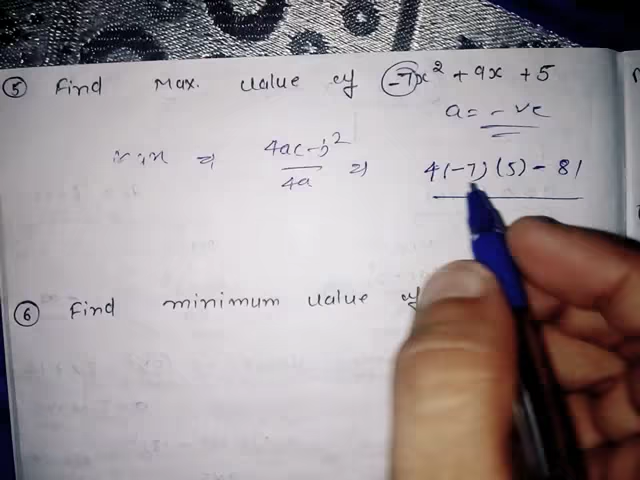 ⑤ Find Max. value of -7x² + 9x + 5
a = -ve
max ⇒ 4ac-b²/4a ⇒ 4(-7)(5) - 81
⑥ Find minimum value of